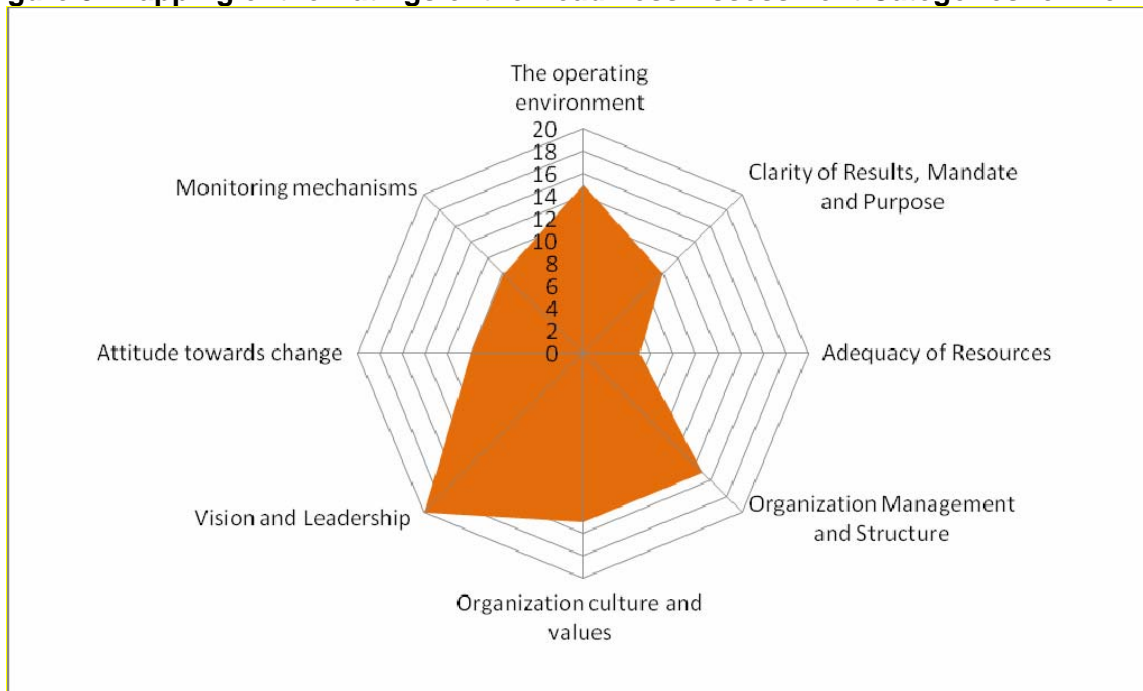 The operating
environment
20
18
16
14
12
10
8
6
4
2
0
Clarity of Results, Mandate
and Purpose
Monitoring mechanisms
Attitude towards change
Adequacy of Resources
Vision and Leadership
Organization Management
and Structure
Organization culture and
values